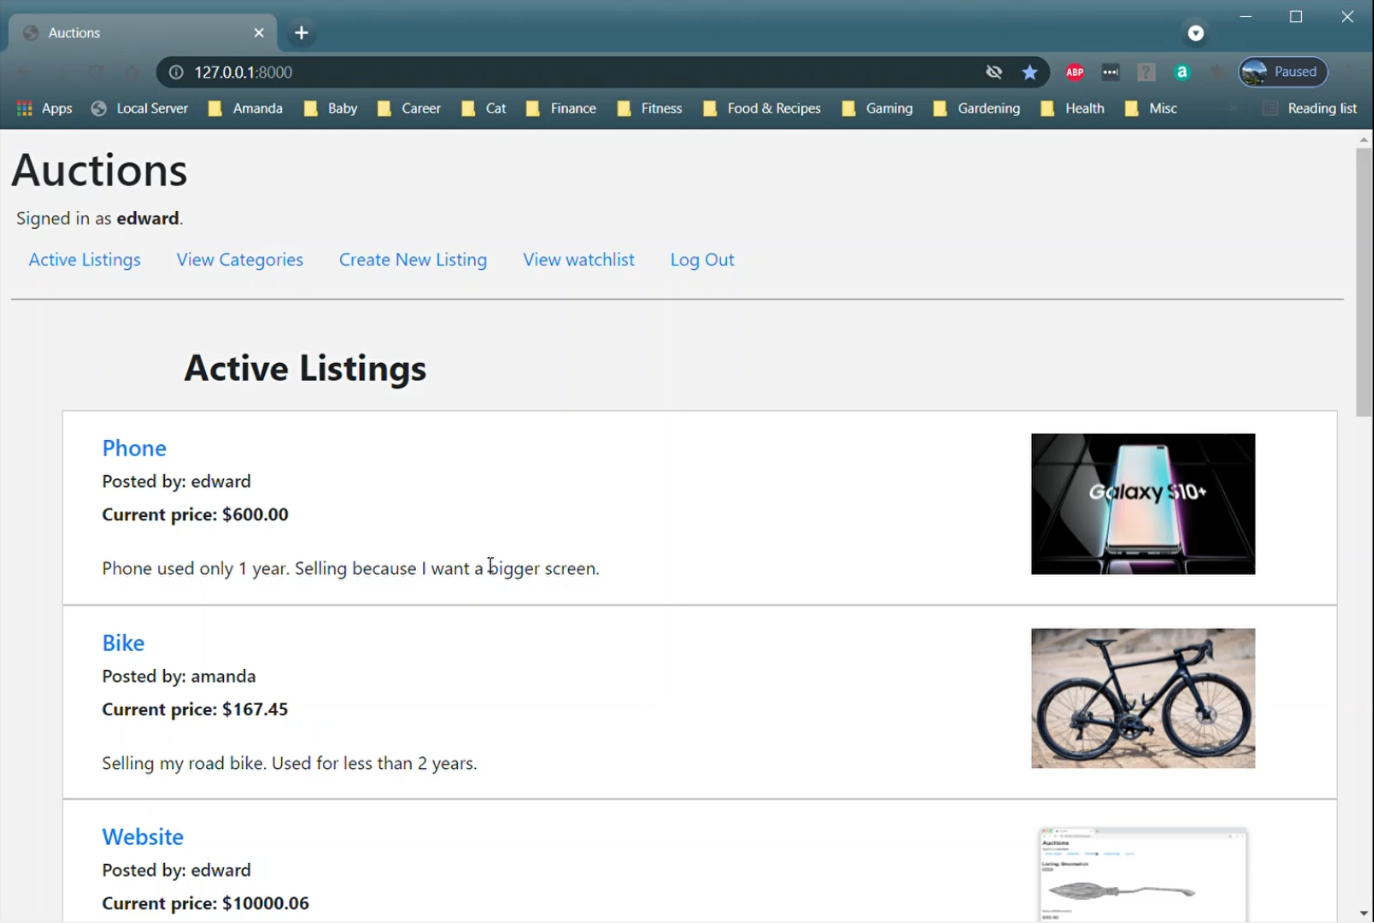 Auctions
127.0.0.1:8000
ABP
?
a
Paused
Apps
Local Server
Amanda
Baby
Career
Cat
Finance
Fitness
Food & Recipes
Gaming
Gardening
Health
Misc
Reading list
Auctions
Signed in as edward.
Active Listings View Categories Create New Listing View watchlist Log Out
Active Listings
Phone
Posted by: edward
Current price: $600.00
Phone used only 1 year. Selling because I want a bigger screen.
Galaxy S10+
Bike
Posted by: amanda
Current price: $167.45
Selling my road bike. Used for less than 2 years.
Website
Posted by: edward
Current price: $10000.06
Auctions